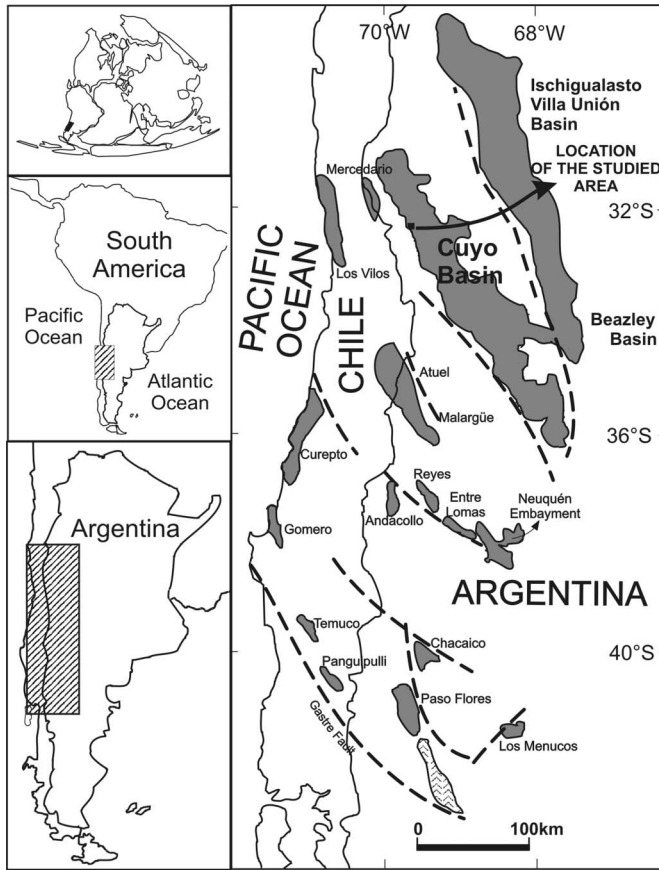 South
America
Pacific
Ocean
Atlantic
Ocean
Argentina
70°W
68°W
Ischigualasto
Villa Unión
Basin
LOCATION
OF THE STUDIED
AREA
Mercedario
32°S
Cuyo
Basin
Los Vilos
PACIFIC
OCEAN
CHILE
Beazley
Basin
Atuel
Malargüe
36°S
Curepto
Reyes
Entre
Lomas
Neuquén
Embayment
Andacollo
Gomero
ARGENTINA
Temuco
Chacaico
40°S
Panguipulli
Paso Flores
Gastre Fault
Los Menucos
0
100km